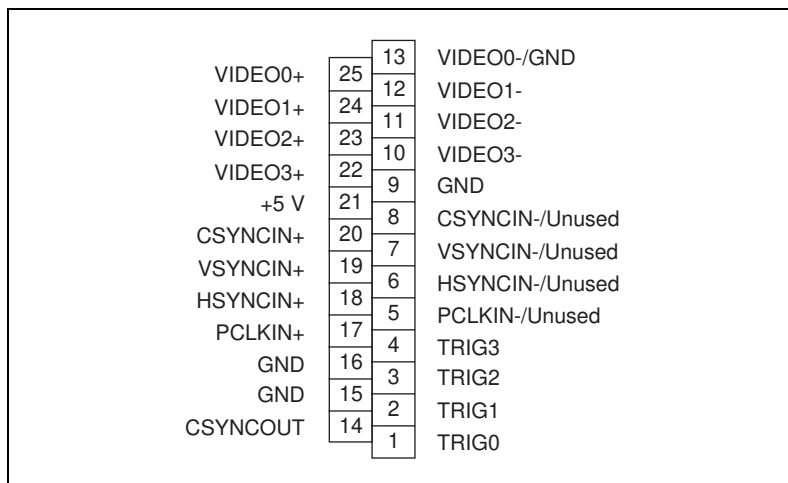 13 VIDEO0-/GND
VIDEO0+ 25
12 VIDEO1-
VIDEO1+ 24
11 VIDEO2-
VIDEO2+ 23
10 VIDEO3-
VIDEO3+ 22
9 GND
+5 V 21
8 CSYNCIN-/Unused
CSYNCIN+ 20
7 VSYNCIN-/Unused
VSYNCIN+ 19
6 HSYNCIN-/Unused
HSYNCIN+ 18
5 PCLKIN-/Unused
PCLKIN+ 17
4 TRIG3
GND 16
3 TRIG2
GND 15
2 TRIG1
CSYNCOUT 14
1 TRIG0